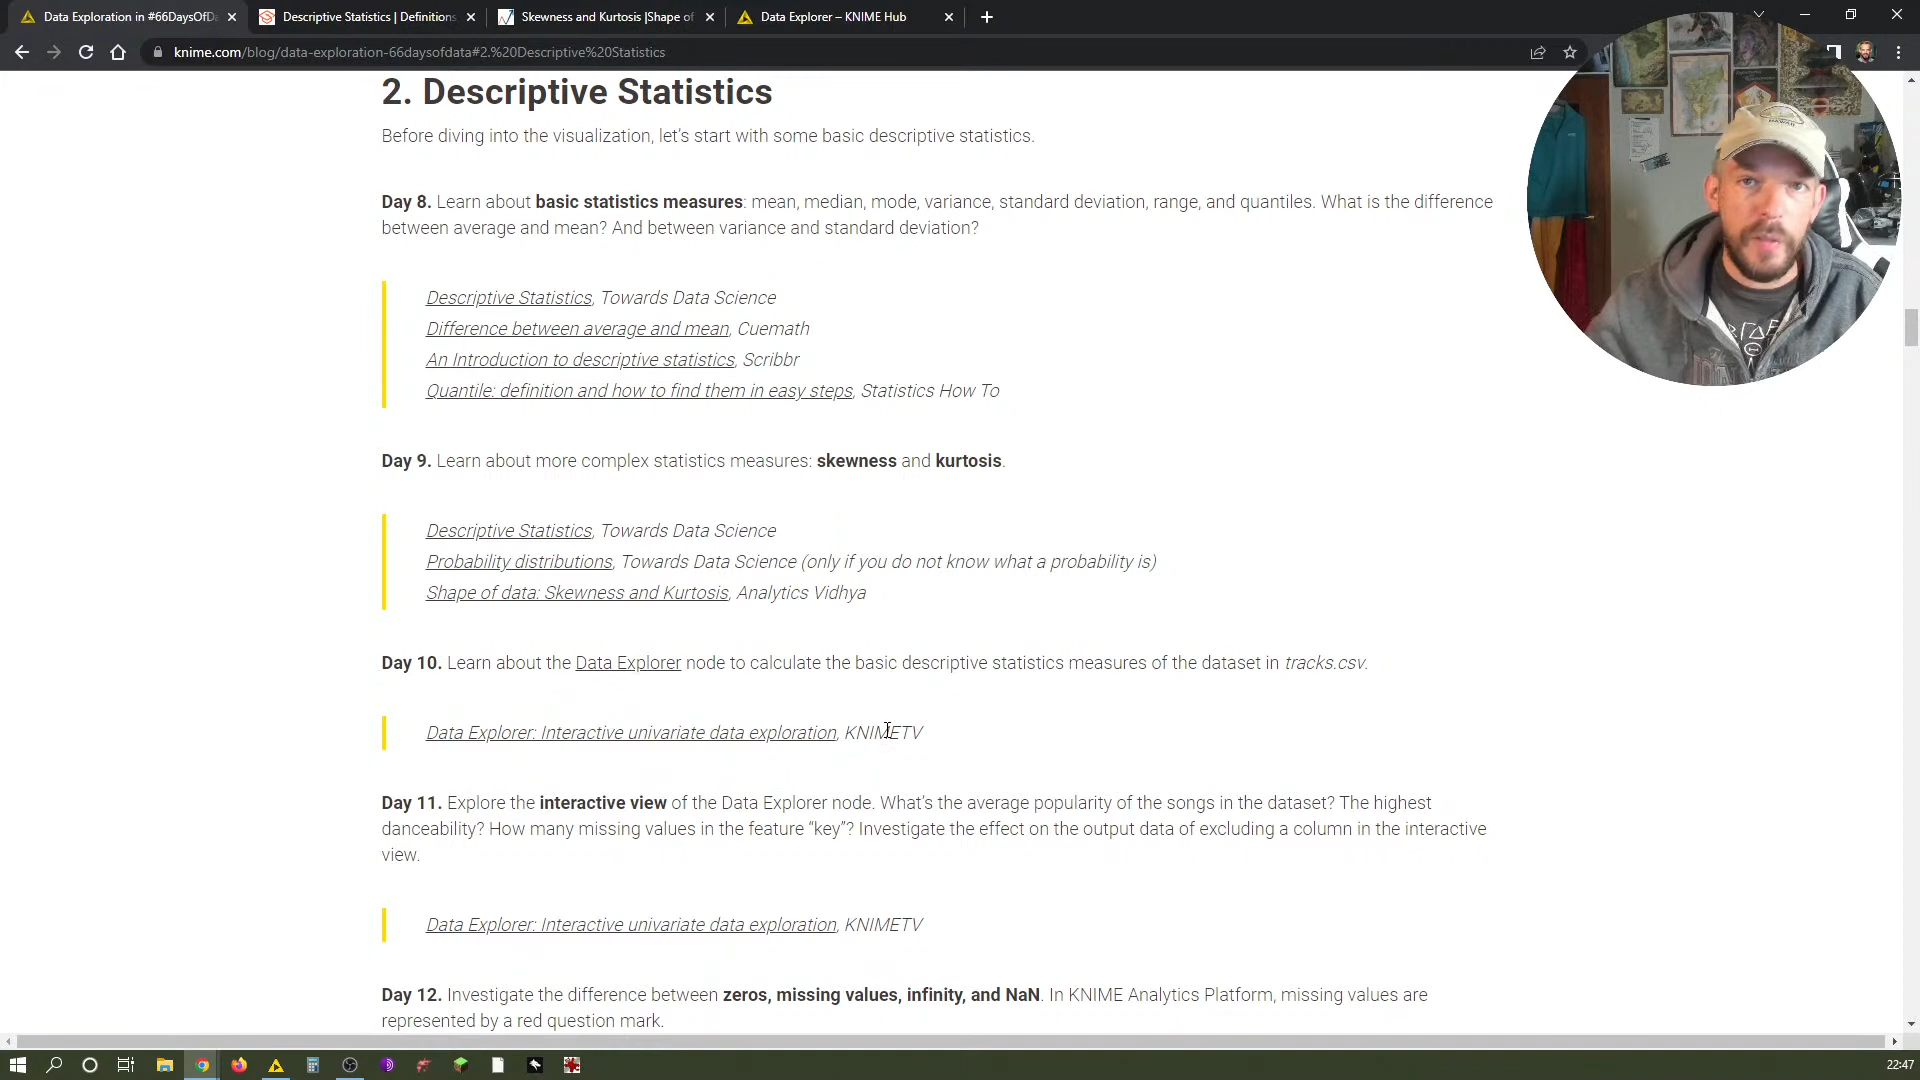 Data Exploration in #66DaysOfDa
Descriptive Statistics | Definitions
Skewness and Kurtosis |Shape of
Data Explorer – KNIME Hub
knime.com/blog/data-exploration-66daysofdata#2.%20Descriptive%20Statistics
2. Descriptive Statistics
Before diving into the visualization, let's start with some basic descriptive statistics.
Day 8. Learn about basic statistics measures: mean, median, mode, variance, standard deviation, range, and quantiles. What is the difference
between average and mean? And between variance and standard deviation?
Descriptive Statistics, Towards Data Science
Difference between average and mean, Cuemath
An Introduction to descriptive statistics, Scribbr
Quantile: definition and how to find them in easy steps, Statistics How To
Day 9. Learn about more complex statistics measures: skewness and kurtosis.
Descriptive Statistics, Towards Data Science
Probability distributions, Towards Data Science (only if you do not know what a probability is)
Shape of data: Skewness and Kurtosis, Analytics Vidhya
Day 10. Learn about the Data Explorer node to calculate the basic descriptive statistics measures of the dataset in tracks.csv.
Data Explorer: Interactive univariate data exploration, KNIMETV
Day 11. Explore the interactive view of the Data Explorer node. What's the average popularity of the songs in the dataset? The highest
danceability? How many missing values in the feature “key”? Investigate the effect on the output data of excluding a column in the interactive
view.
Data Explorer: Interactive univariate data exploration, KNIMETV
Day 12. Investigate the difference between zeros, missing values, infinity, and NaN. In KNIME Analytics Platform, missing values are
represented by a red question mark.
22:47